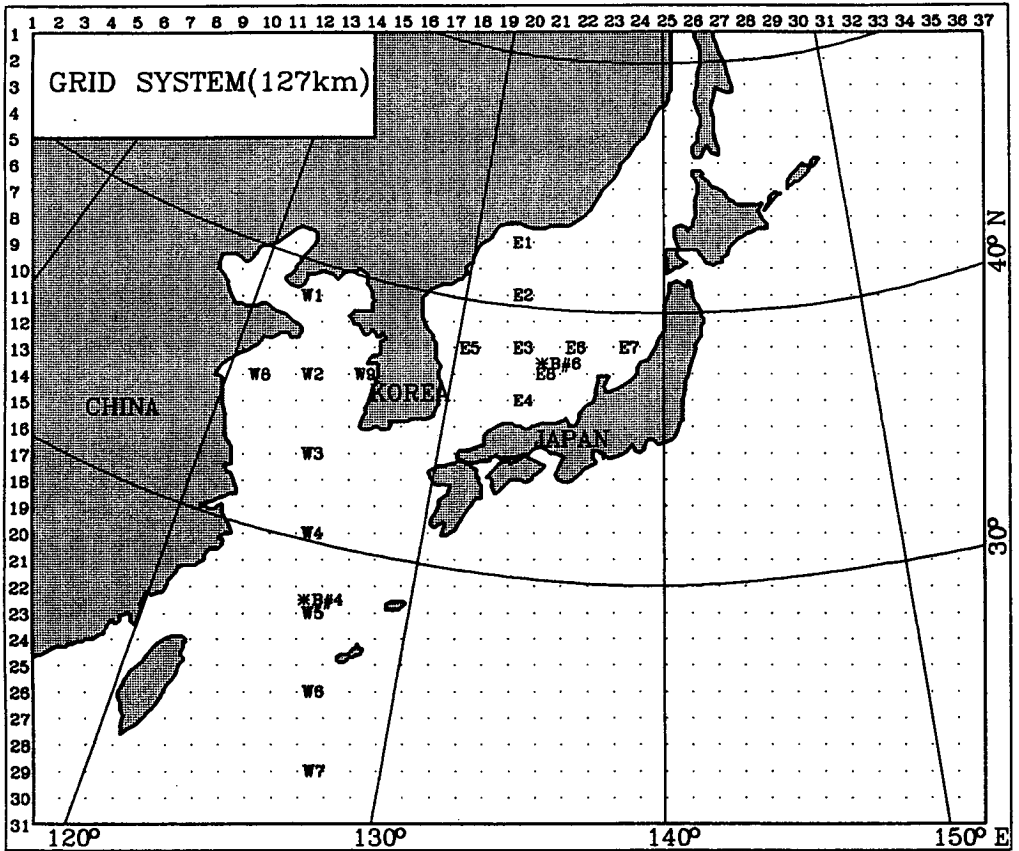 1 2 3 4 5 6 7 8 9 10 11 12 13 14 15 16 17 18 19 20 21 22 23 24 25 26 27 28 29 30 31 32 33 34 35 36 37
GRID SYSTEM(127km)
1
2
3
4
5
6
7
8
9
10
11
12
13
14
15
16
17
18
19
20
21
22
23
24
25
26
27
28
29
30
31
E1
W1 E2
E5 E3 E6 E7
*B#6
W8 W2 W9 E8
KOREA
CHINA E4
JAPAN
W3
W4
*B#4
W5
W6
W7
40° N
30°
120° 130° 140° 150° E